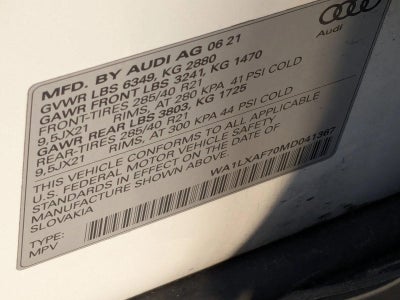 Audi
MFD. BY AUDI AG 06 21
GVWR LBS 6349, KG 2880
GAWR FRONT LBS 3241, KG 1470
FRONT-TIRES 285/40 R21
9,5JX21 RIMS, AT 280 KPA 41 PSI COLD
GAWR REAR LBS 3803, KG 1725
REAR-TIRES 285/40 R21
9,5JX21 RIMS, AT 300 KPA 44 PSI COLD
THIS VEHICLE CONFORMS TO ALL APPLICABLE
U.S. FEDERAL MOTOR VEHICLE SAFETY
STANDARDS IN EFFECT ON THE DATE OF
MANUFACTURE SHOWN ABOVE.
SLOVAKIA
WA1LXAF70MD041367
TYPE:
MPV